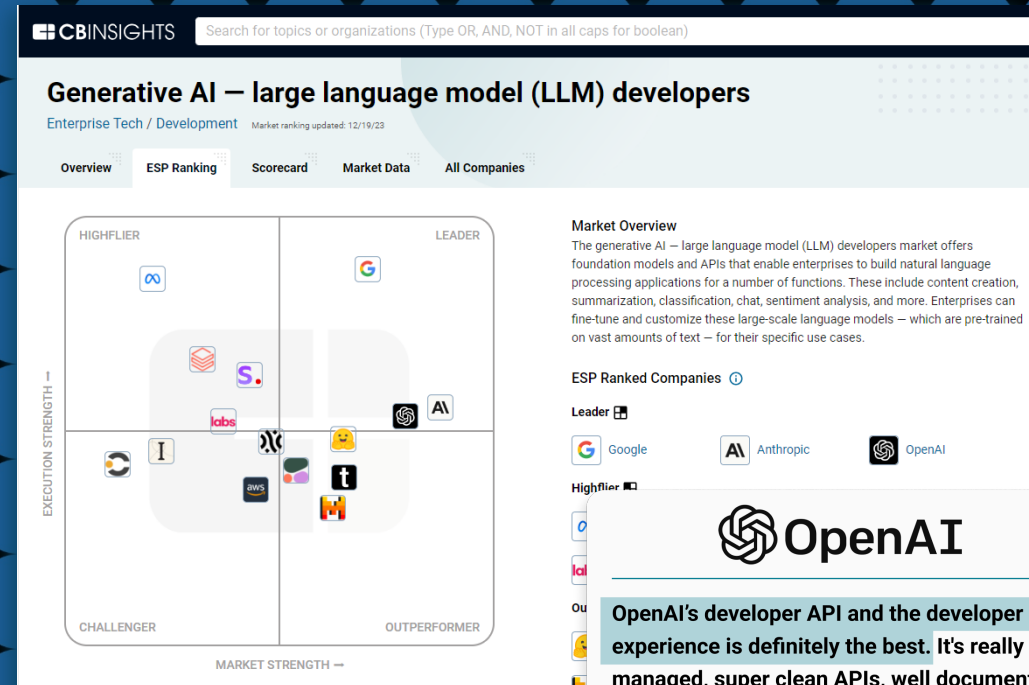 CBINSIGHTS
Search for topics or organizations (Type OR, AND, NOT in all caps for boolean)
Generative AI — large language model (LLM) developers
Enterprise Tech / Development Market ranking updated: 12/19/23
Overview ESP Ranking Scorecard Market Data All Companies
HIGHFLIER LEADER
S.
labs
I
aws
t
CHALLENGER OUTPERFORMER
EXECUTION STRENGTH →
MARKET STRENGTH →
Market Overview
The generative AI — large language model (LLM) developers market offers
foundation models and APIs that enable enterprises to build natural language
processing applications for a number of functions. These include content creation,
summarization, classification, chat, sentiment analysis, and more. Enterprises can
fine-tune and customize these large-scale language models — which are pre-trained
on vast amounts of text — for their specific use cases.
ESP Ranked Companies
Leader
Google Anthropic OpenAI
Highflier
OpenAI
OpenAI's developer API and the developer
experience is definitely the best. It's really
managed, super clean APIs, well document